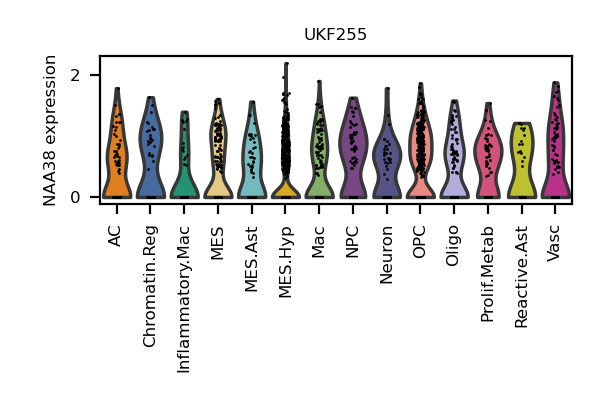 UKF255
NAA38 expression
2
0
AC
Chromatin.Reg
Inflammatory.Mac
MES
MES.Ast
MES.Hyp
Mac
NPC
Neuron
OPC
Oligo
Prolif.Metab
Reactive.Ast
Vasc